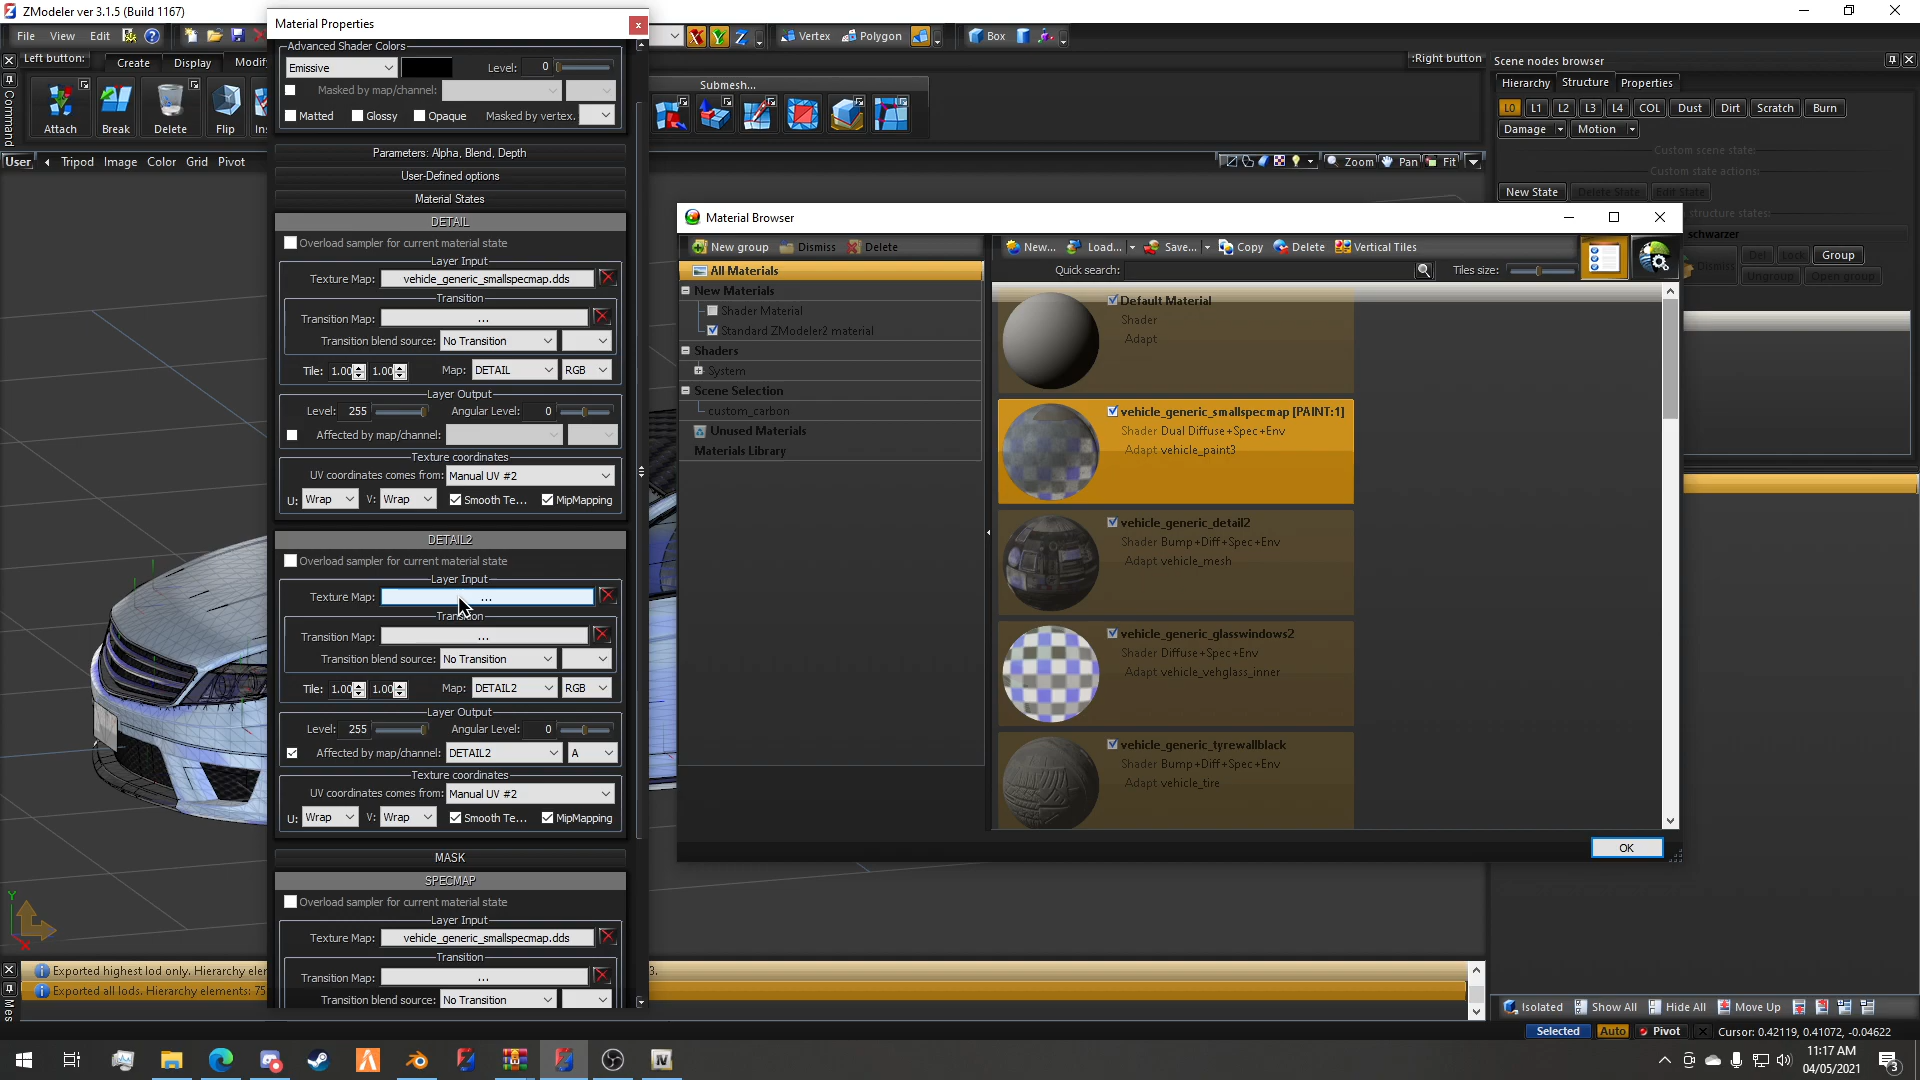 ZModeler ver 3.1.5 (Build 1167)
File View Edit
Vertex Polygon Box
Left button: Create Display Modif
:Right button
Command
Attach Break Delete Flip Ins
Submesh...
User Tripod Image Color Grid Pivot
Zoom Pan Fit
Material Properties
Advanced Shader Colors
Emissive Level: 0
Masked by map/channel:
Matted Glossy Opaque Masked by vertex.
Parameters: Alpha, Blend, Depth
User-Defined options
Material States
DETAIL
Overload sampler for current material state
Layer Input
Texture Map: vehicle_generic_smallspecmap.dds
Transition
Transition Map: ...
Transition blend source: No Transition
Tile: 1.00 1.00 Map: DETAIL RGB
Layer Output
Level: 255 Angular Level: 0
Affected by map/channel:
Texture coordinates
UV coordinates comes from: Manual UV #2
U: Wrap V: Wrap Smooth Te... MipMapping
DETAIL2
Overload sampler for current material state
Layer Input
Texture Map: ...
Transition
Transition Map: ...
Transition blend source: No Transition
Tile: 1.00 1.00 Map: DETAIL2 RGB
Layer Output
Level: 255 Angular Level: 0
Affected by map/channel: DETAIL2 A
Texture coordinates
UV coordinates comes from: Manual UV #2
U: Wrap V: Wrap Smooth Te... MipMapping
MASK
SPECMAP
Overload sampler for current material state
Layer Input
Texture Map: vehicle_generic_smallspecmap.dds
Transition
Transition Map: ...
Transition blend source: No Transition
Material Browser
New group Dismiss Delete
All Materials
New Materials
Shader Material
Standard ZModeler2 material
Shaders
System
Scene Selection
custom_carbon
Unused Materials
Materials Library
New... Load... Save... Copy Delete Vertical Tiles
Quick search: Tiles size:
Default Material
Shader
Adapt
vehicle_generic_smallspecmap [PAINT:1]
Shader Dual Diffuse+Spec+Env
Adapt vehicle_paint3
vehicle_generic_detail2
Shader Bump+Diff+Spec+Env
Adapt vehicle_mesh
vehicle_generic_glasswindows2
Shader Diffuse+Spec+Env
Adapt vehicle_vehglass_inner
vehicle_generic_tyrewallblack
Shader Bump+Diff+Spec+Env
Adapt vehicle_tire
OK
Scene nodes browser
Hierarchy Structure Properties
L0 L1 L2 L3 L4 COL Dust Dirt Scratch Burn
Damage Motion
Custom scene state:
Custom state actions:
New State Delete State Edit State
structure states:
schwarzer
Dismiss Del Lock Group
Ungroup Open group
Y
X
Mes
Exported highest lod only. Hierarchy eler
3.
Exported all lods. Hierarchy elements: 75
Isolated Show All Hide All Move Up
Selected Auto Pivot Cursor: 0.42119, 0.41072, -0.04622
11:17 AM
04/05/2021
3